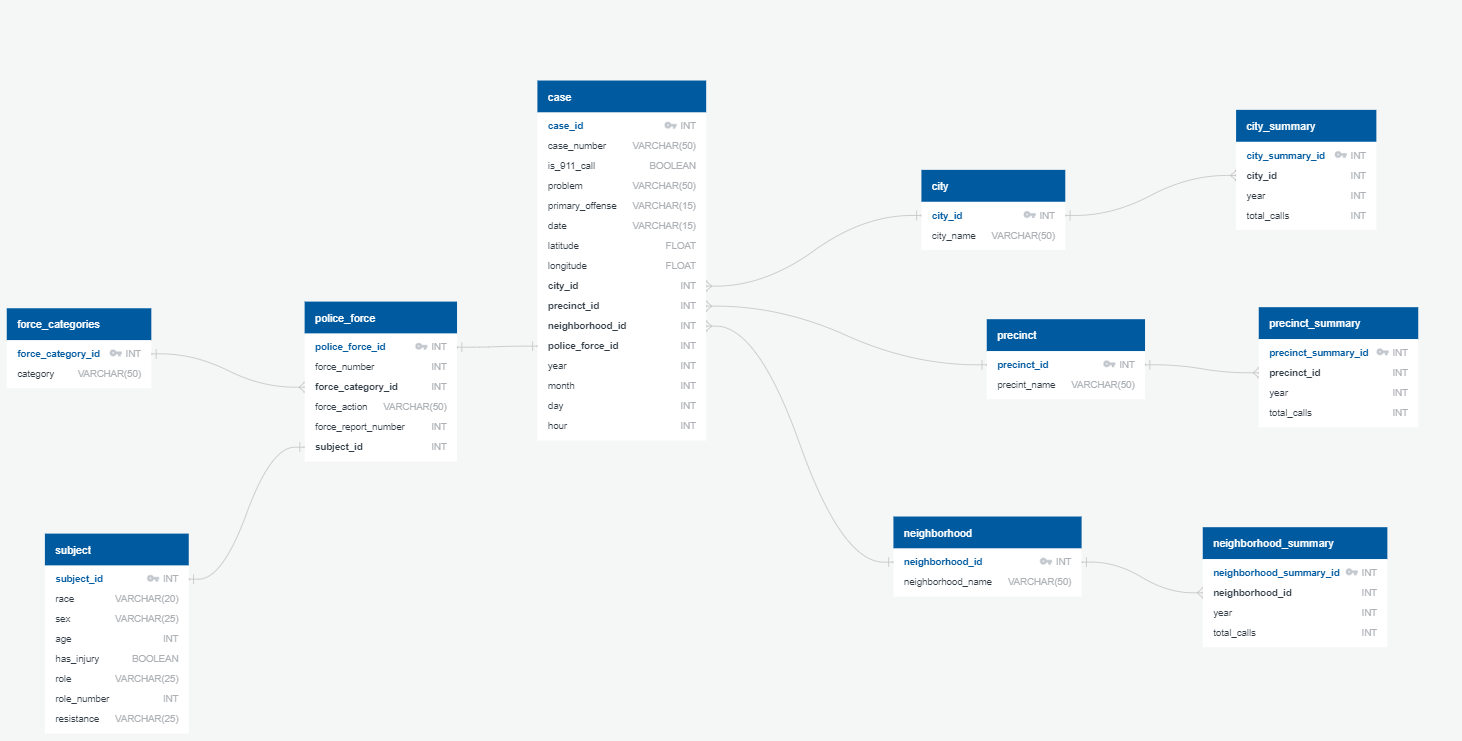 case
case_id INT
case_number VARCHAR(50)
is_911_call BOOLEAN
problem VARCHAR(50)
primary_offense VARCHAR(15)
date VARCHAR(15)
latitude FLOAT
longitude FLOAT
city_id INT
precinct_id INT
neighborhood_id INT
police_force_id INT
year INT
month INT
day INT
hour INT
city_summary
city_summary_id INT
city_id INT
year INT
total_calls INT
city
city_id INT
city_name VARCHAR(50)
force_categories
force_category_id INT
category VARCHAR(50)
police_force
police_force_id INT
force_number INT
force_category_id INT
force_action VARCHAR(50)
force_report_number INT
subject_id INT
precinct
precinct_id INT
precint_name VARCHAR(50)
precinct_summary
precinct_summary_id INT
precinct_id INT
year INT
total_calls INT
subject
subject_id INT
race VARCHAR(20)
sex VARCHAR(25)
age INT
has_injury BOOLEAN
role VARCHAR(25)
role_number INT
resistance VARCHAR(25)
neighborhood
neighborhood_id INT
neighborhood_name VARCHAR(50)
neighborhood_summary
neighborhood_summary_id INT
neighborhood_id INT
year INT
total_calls INT